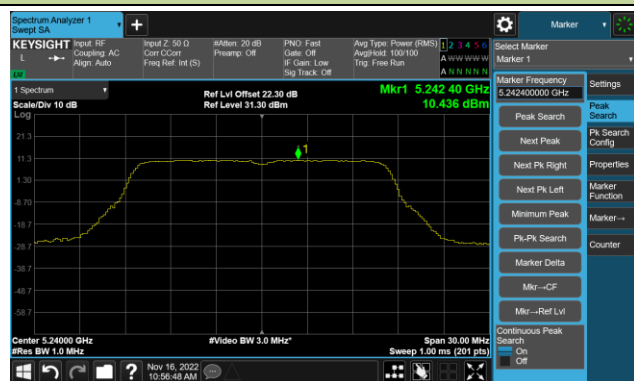 Spectrum Analyzer 1
Swept SA
Marker
KEYSIGHT
L
Input: RF
Coupling: AC
Align: Auto
Input Z: 50 Ω
Corr CCorr
Freq Ref: Int (S)
#Atten: 20 dB
Preamp: Off
PNO: Fast
Gate: Off
IF Gain: Low
Sig Track: Off
Avg Type: Power (RMS)
Avg|Hold: 100/100
Trig: Free Run
1 2 3 4 5 6
A W W W W W
A N N N N N
LXI
1 Spectrum
Scale/Div 10 dB
Ref Lvl Offset 22.30 dB
Ref Level 31.30 dBm
Mkr1 5.242 40 GHz
10.436 dBm
Log
21.3
11.3
1.30
-8.70
-18.7
-28.7
-38.7
-48.7
-58.7
1
Center 5.24000 GHz
#Res BW 1.0 MHz
#Video BW 3.0 MHz*
Span 30.00 MHz
Sweep 1.00 ms (201 pts)
Nov 16, 2022
10:56:48 AM
Select Marker
Marker 1
Marker Frequency
5.242400000 GHz
Peak Search
Next Peak
Next Pk Right
Next Pk Left
Minimum Peak
Pk-Pk Search
Marker Delta
Mkr→CF
Mkr→Ref Lvl
Continuous Peak
Search
On
Off
Settings
Peak
Search
Pk Search
Config
Properties
Marker
Function
Marker→
Counter